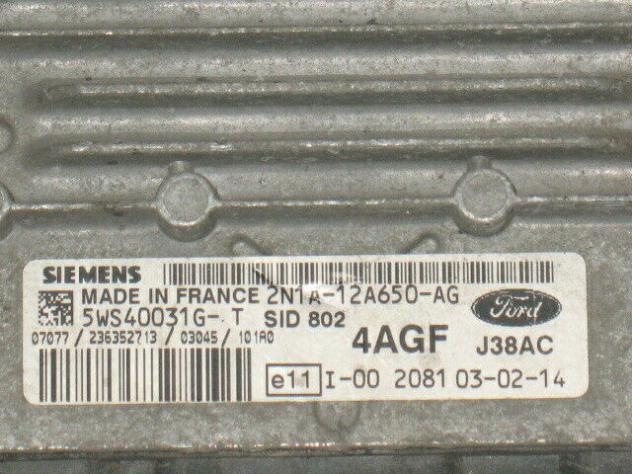 SIEMENS
MADE IN FRANCE 2N1A-12A650-AG
5WS40031G-.T SID 802
Ford
07077 / 236352713 / 03045 / 101A0
4AGF J38AC
e11 I-00 2081 03-02-14